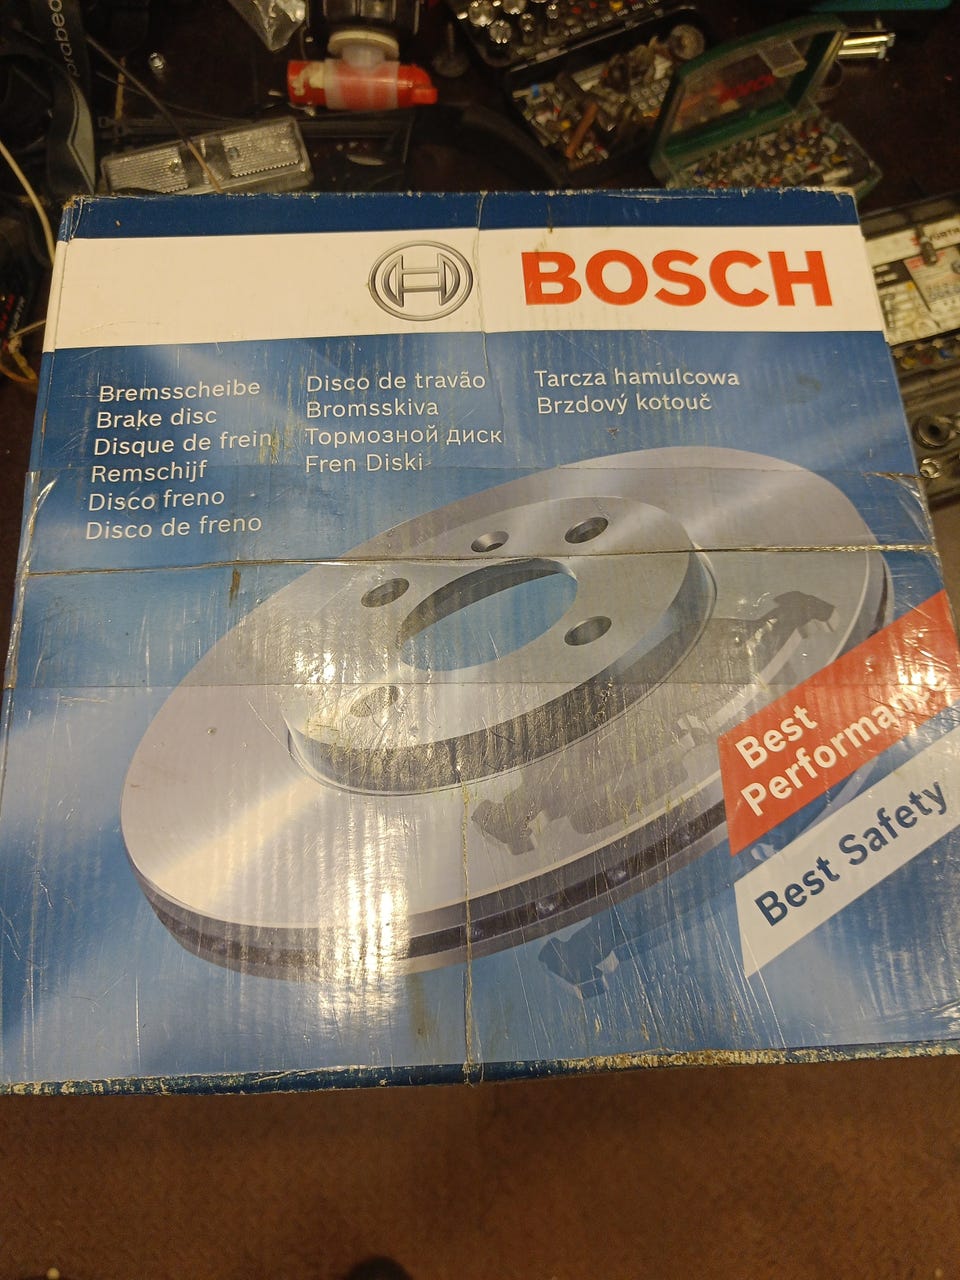 BOSCH
Bremsscheibe
Brake disc
Disque de frein
Remschijf
Disco freno
Disco de freno
Disco de travão
Bromsskiva
Тормозной диск
Fren Diski
Tarcza hamulcowa
Brzdový kotouč
Best
Performance
Best Safety